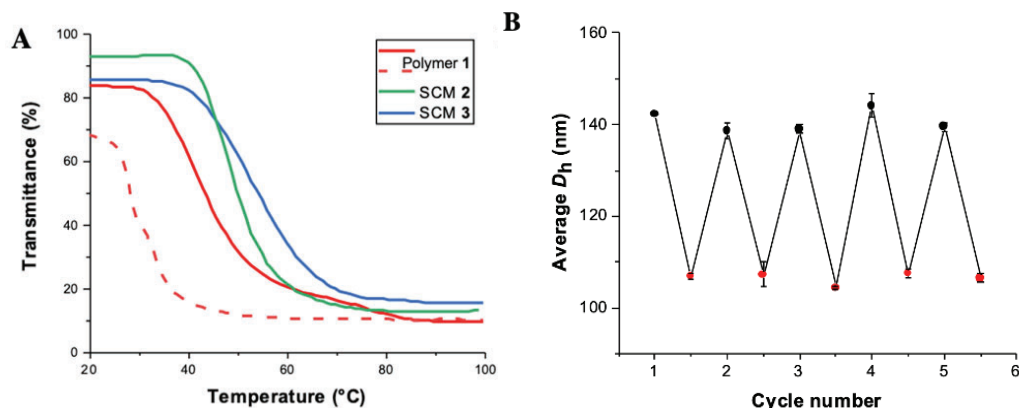 A
Transmittance (%)
100
80
60
40
20
0
20
40
60
80
100
Temperature (°C)
Polymer 1
SCM 2
SCM 3
B
Average Dh (nm)
160
140
120
100
1
2
3
4
5
6
Cycle number